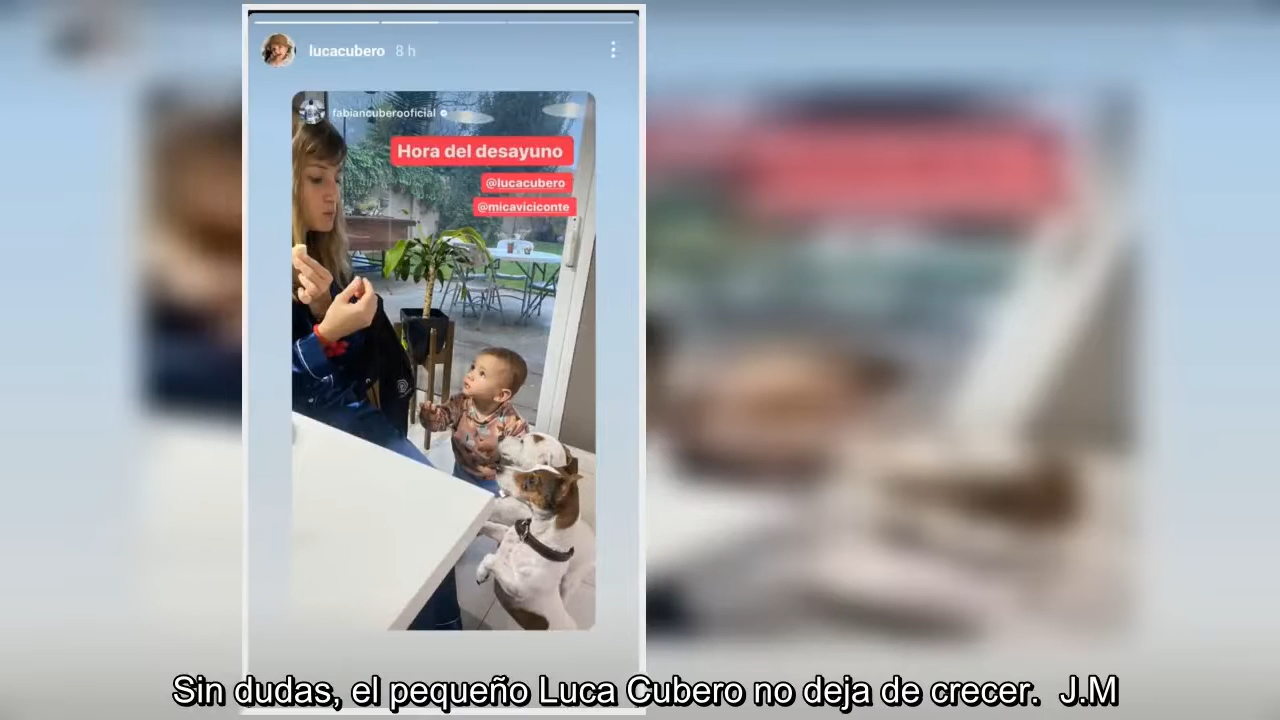 lucacubero 8 h
fabiancuberooficial
Hora del desayuno
@lucacubero
@micaviciconte
Sin dudas, el pequeño Luca Cubero no deja de crecer. J.M